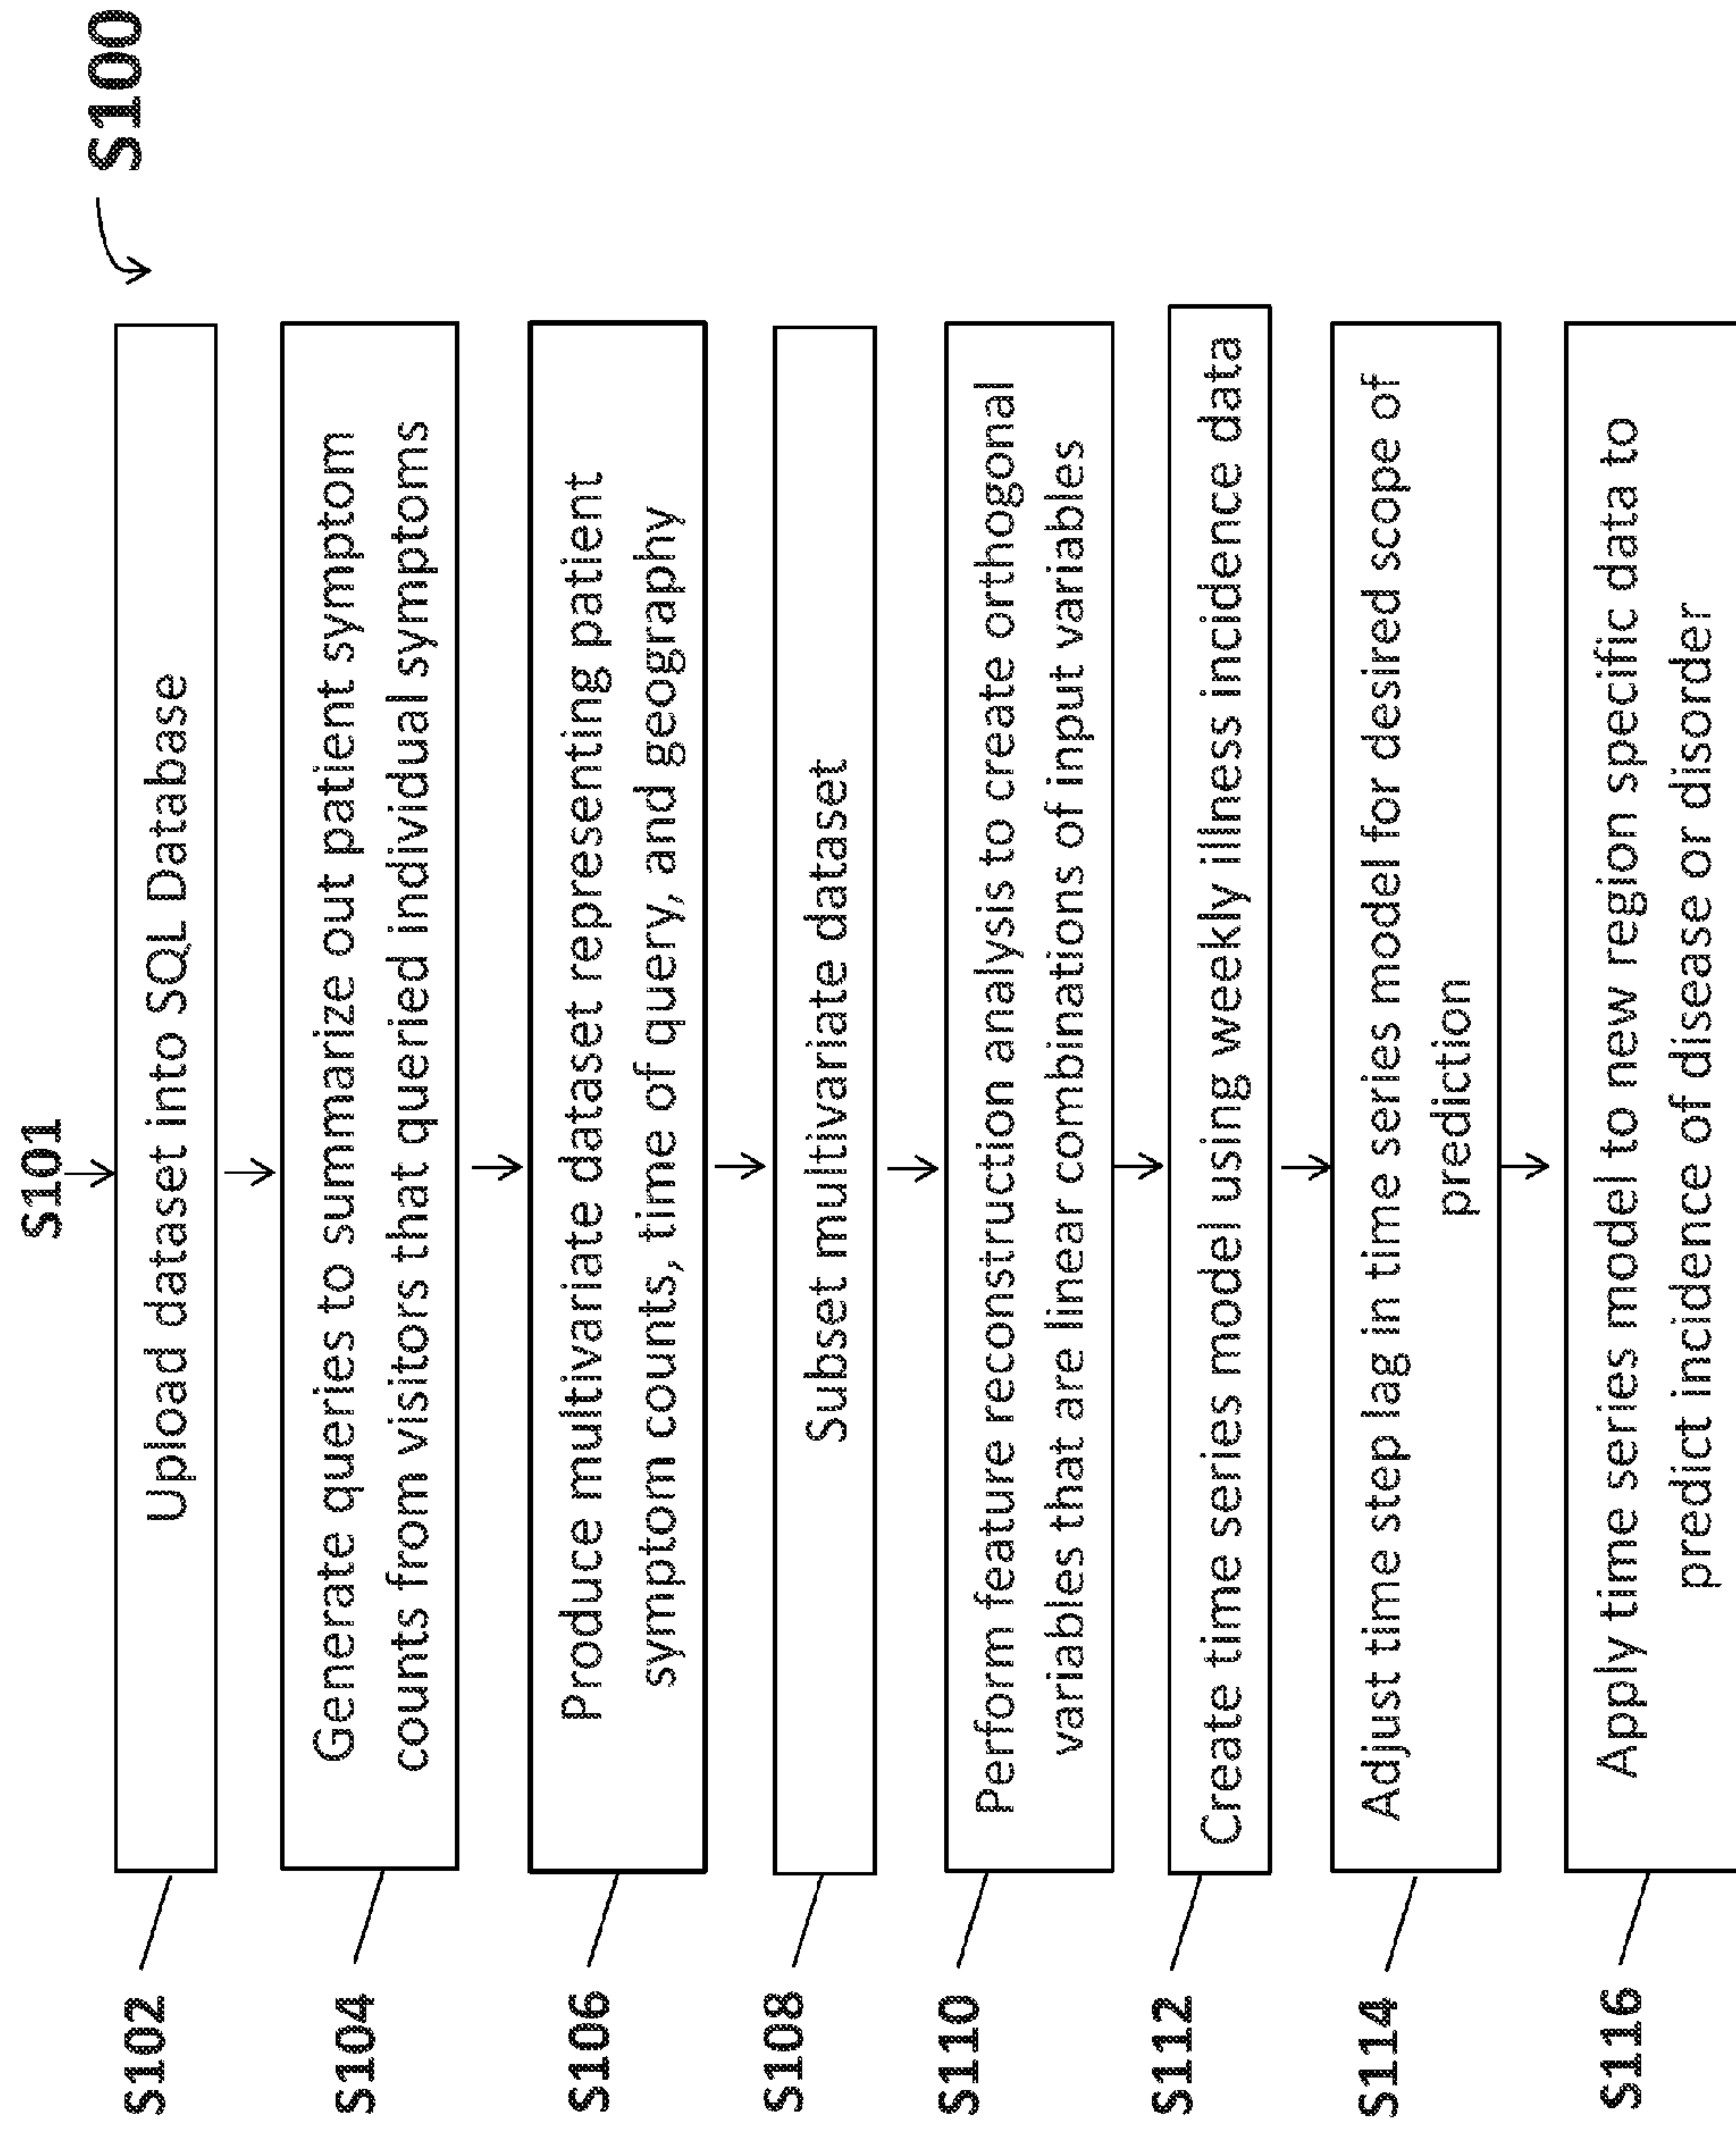 S100
S101
S102
Upload dataset into SQL Database
S104
Generate queries to summarize out patient symptom
counts from visitors that queried individual symptoms
S106
Produce multivariate dataset representing patient
symptom counts, time of query, and geography
S108
Subset multivariate dataset
S110
Perform feature reconstruction analysis to create orthogonal
variables that are linear combinations of input variables
S112
Create time series model using weekly illness incidence data
S114
Adjust time step lag in time series model for desired scope of
prediction
S116
Apply time series model to new region specific data to
predict incidence of disease or disorder